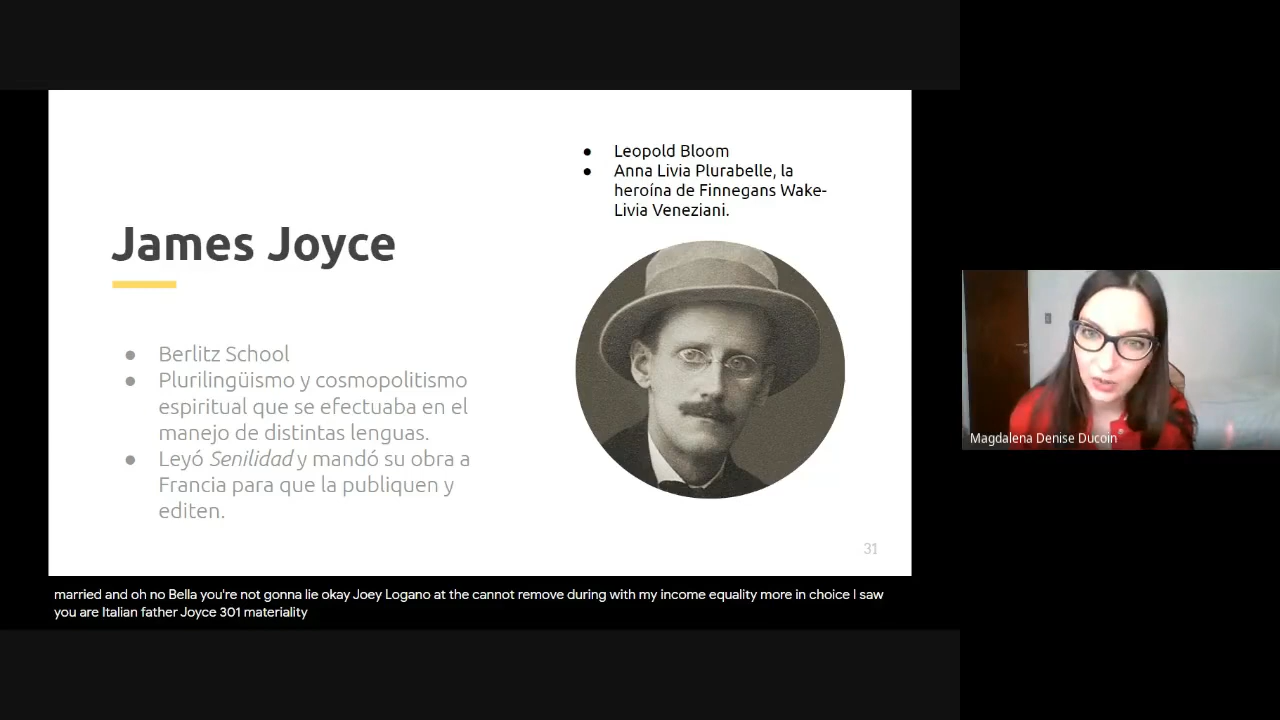 James Joyce
● Berlitz School
● Plurilingüismo y cosmopolitismo
espiritual que se efectuaba en el
manejo de distintas lenguas.
● Leyó Senilidad y mandó su obra a
Francia para que la publiquen y
editen.
● Leopold Bloom
● Anna Livia Plurabelle, la
heroína de Finnegans Wake-
Livia Veneziani.
31
married and oh no Bella you're not gonna lie okay Joey Logano at the cannot remove during with my income equality more in choice I saw
you are Italian father Joyce 301 materiality
Magdalena Denise Ducoin